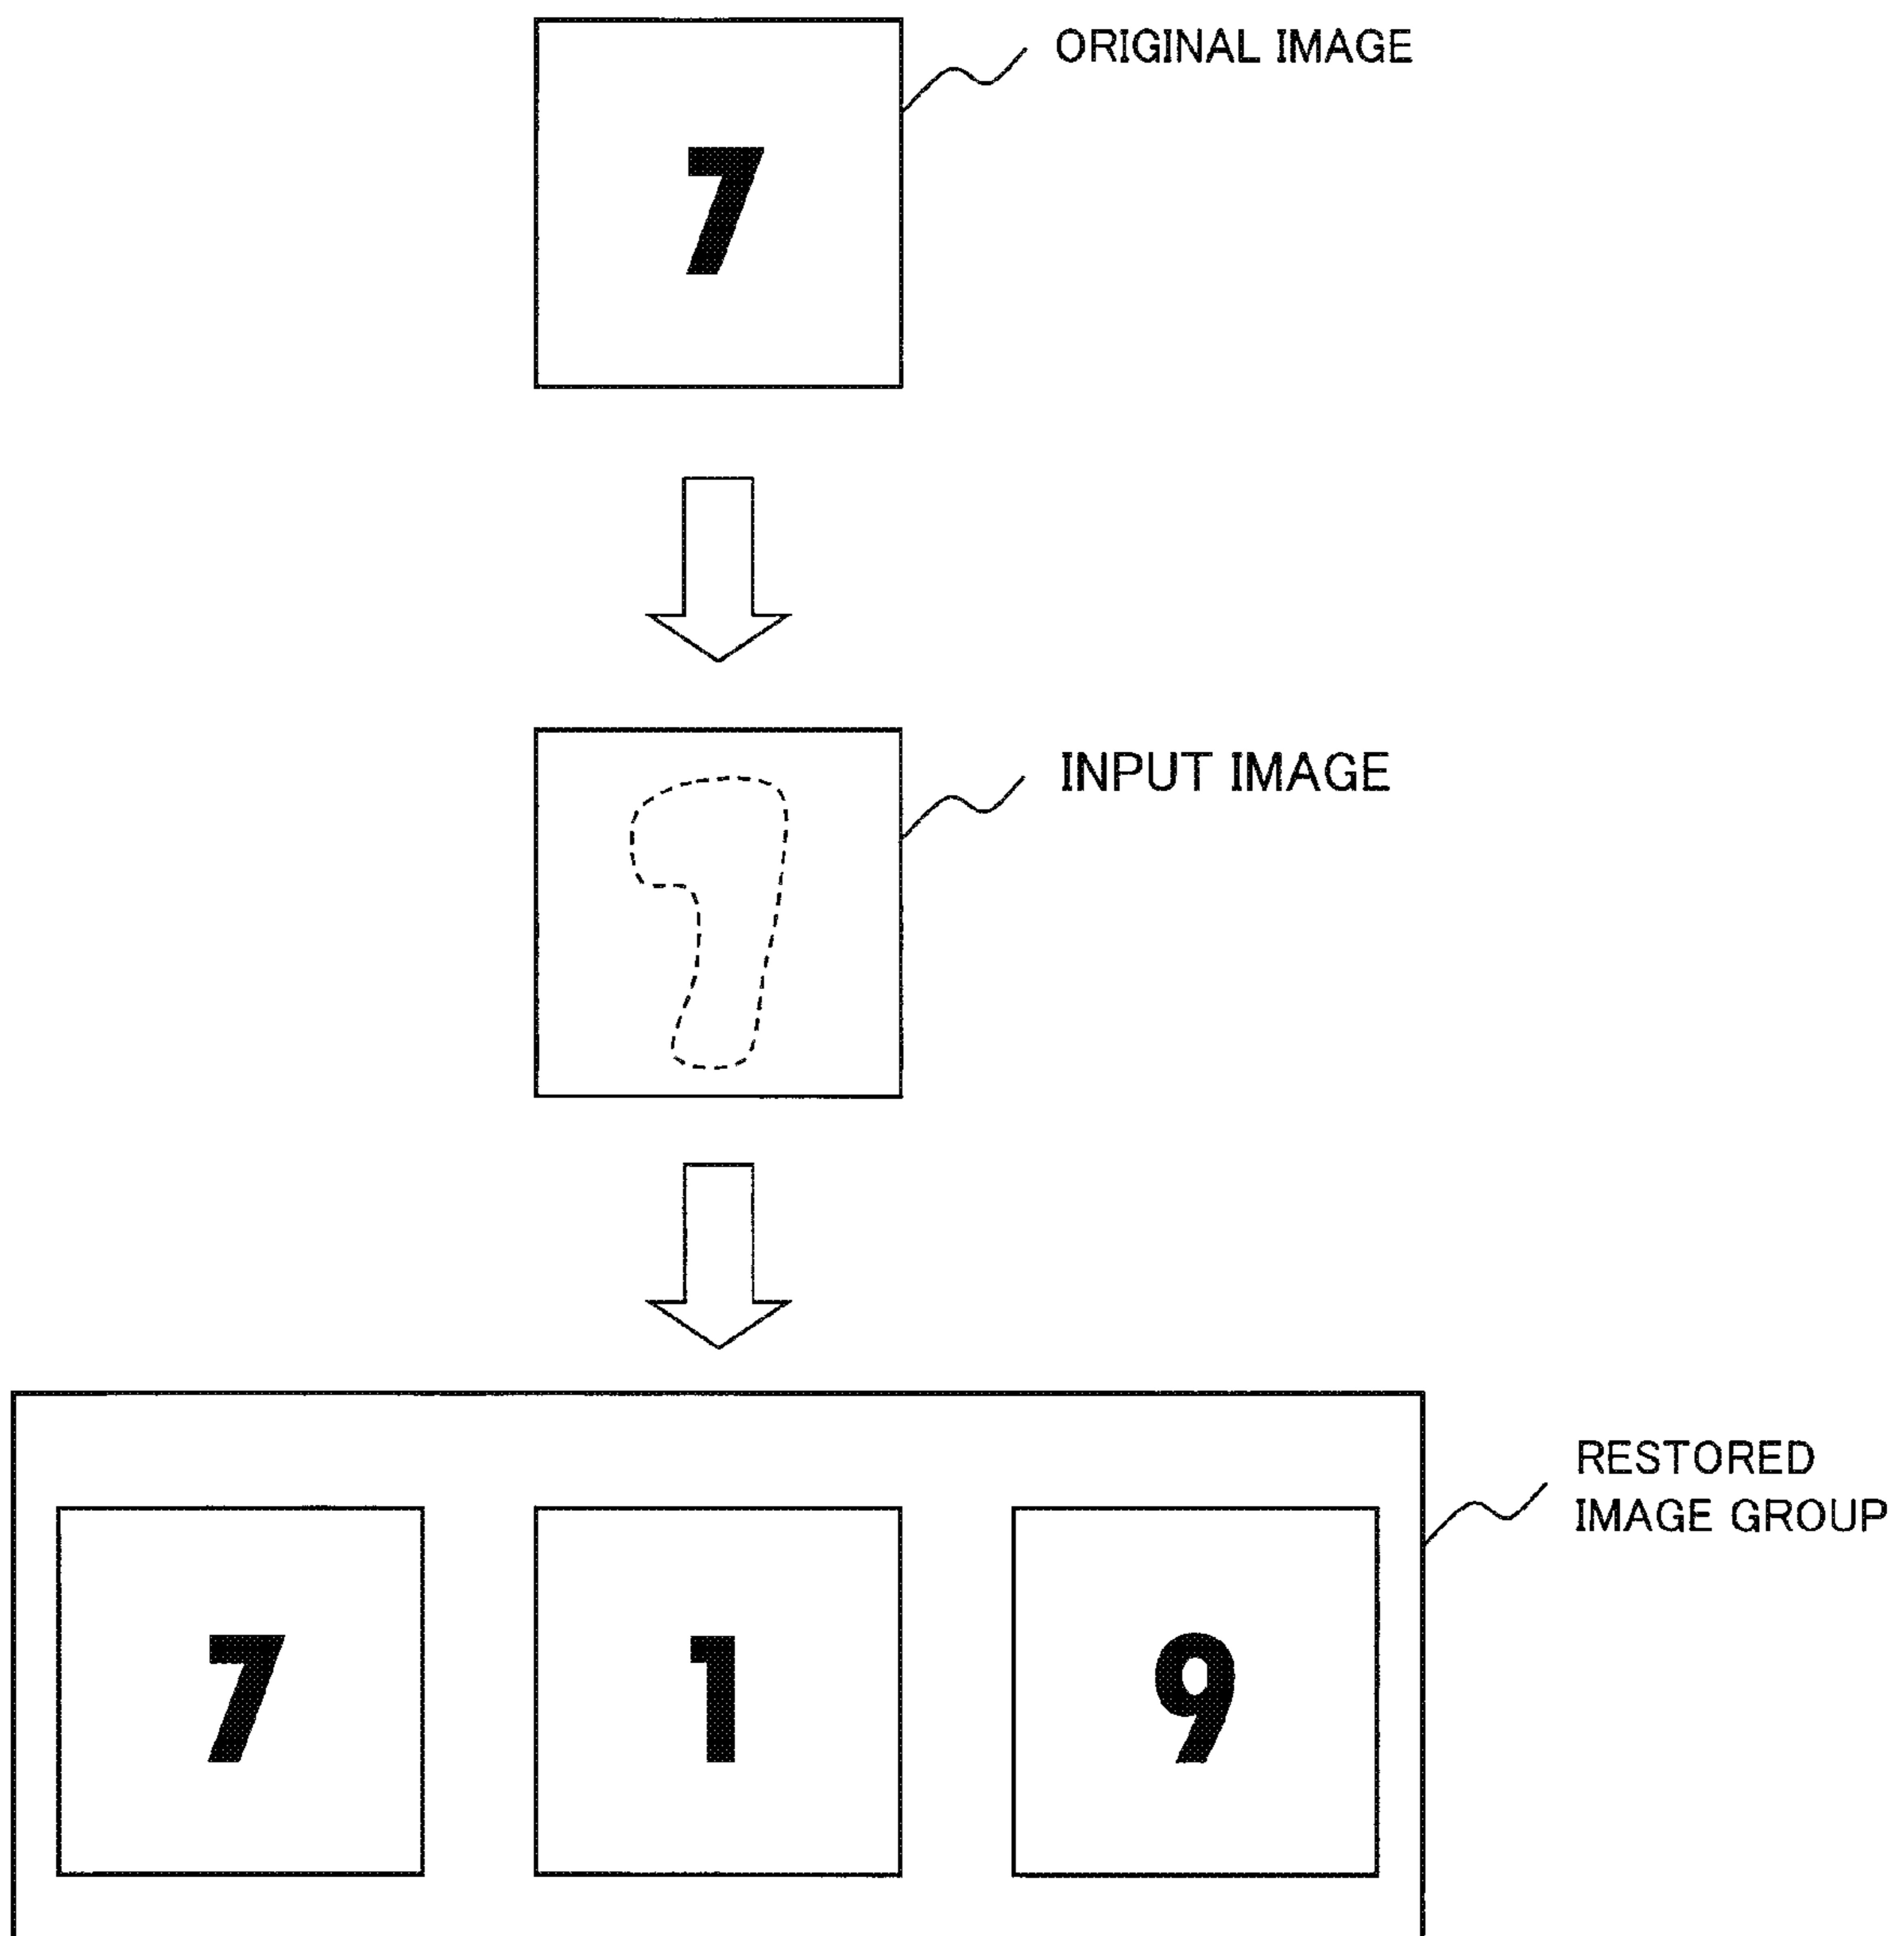 ORIGINAL IMAGE
7
INPUT IMAGE
RESTORED
IMAGE GROUP
7 1 9